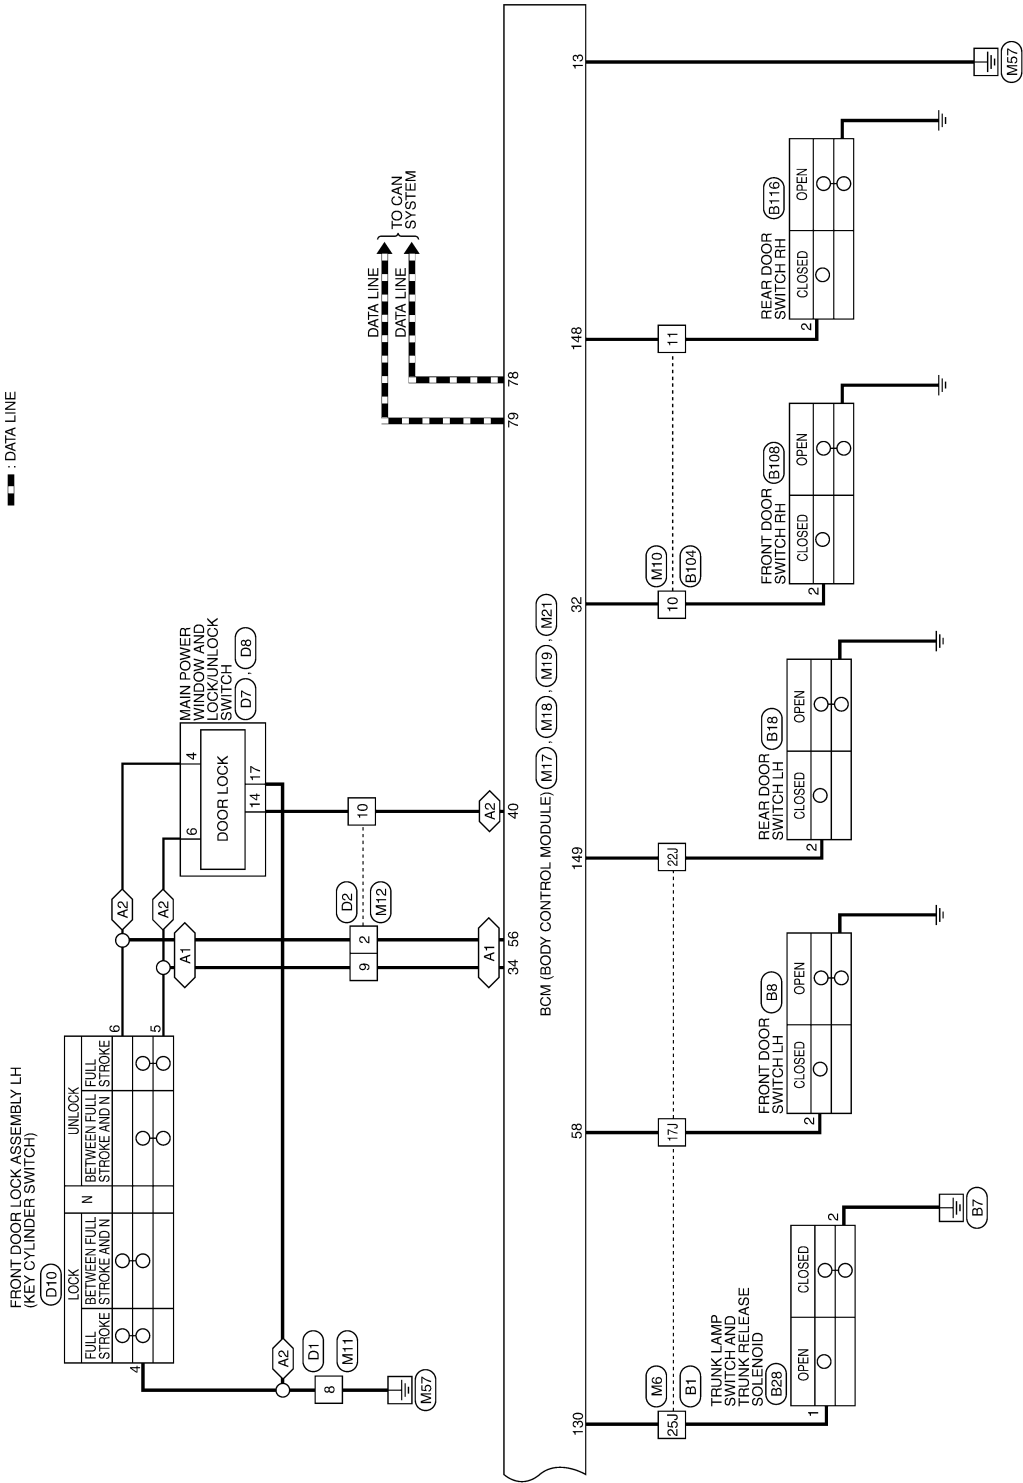 : DATA LINE
FRONT DOOR LOCK ASSEMBLY LH
(KEY CYLINDER SWITCH)
D10
LOCK
N
UNLOCK
FULL
STROKE
BETWEEN FULL
STROKE AND N
BETWEEN FULL
STROKE AND N
FULL
STROKE
4
5
6
A2
A2
A1
A2
D1
M11
8
M57
MAIN POWER
WINDOW AND
LOCK/UNLOCK
SWITCH
D7
,
D8
DOOR LOCK
6
4
14
17
D2
M12
9
2
10
A1
A2
DATA LINE
DATA LINE
TO CAN
SYSTEM
34
56
40
79
78
BCM (BODY CONTROL MODULE)
M17
,
M18
,
M19
,
M21
130
58
149
32
148
13
M6
B1
25J
17J
22J
M10
B104
10
11
TRUNK LAMP
SWITCH AND
TRUNK RELEASE
SOLENOID
B28
OPEN
CLOSED
1
2
B7
FRONT DOOR
SWITCH LH
B8
CLOSED
OPEN
2
REAR DOOR
SWITCH LH
B18
CLOSED
OPEN
2
FRONT DOOR
SWITCH RH
B108
CLOSED
OPEN
2
REAR DOOR
SWITCH RH
B116
CLOSED
OPEN
2
M57